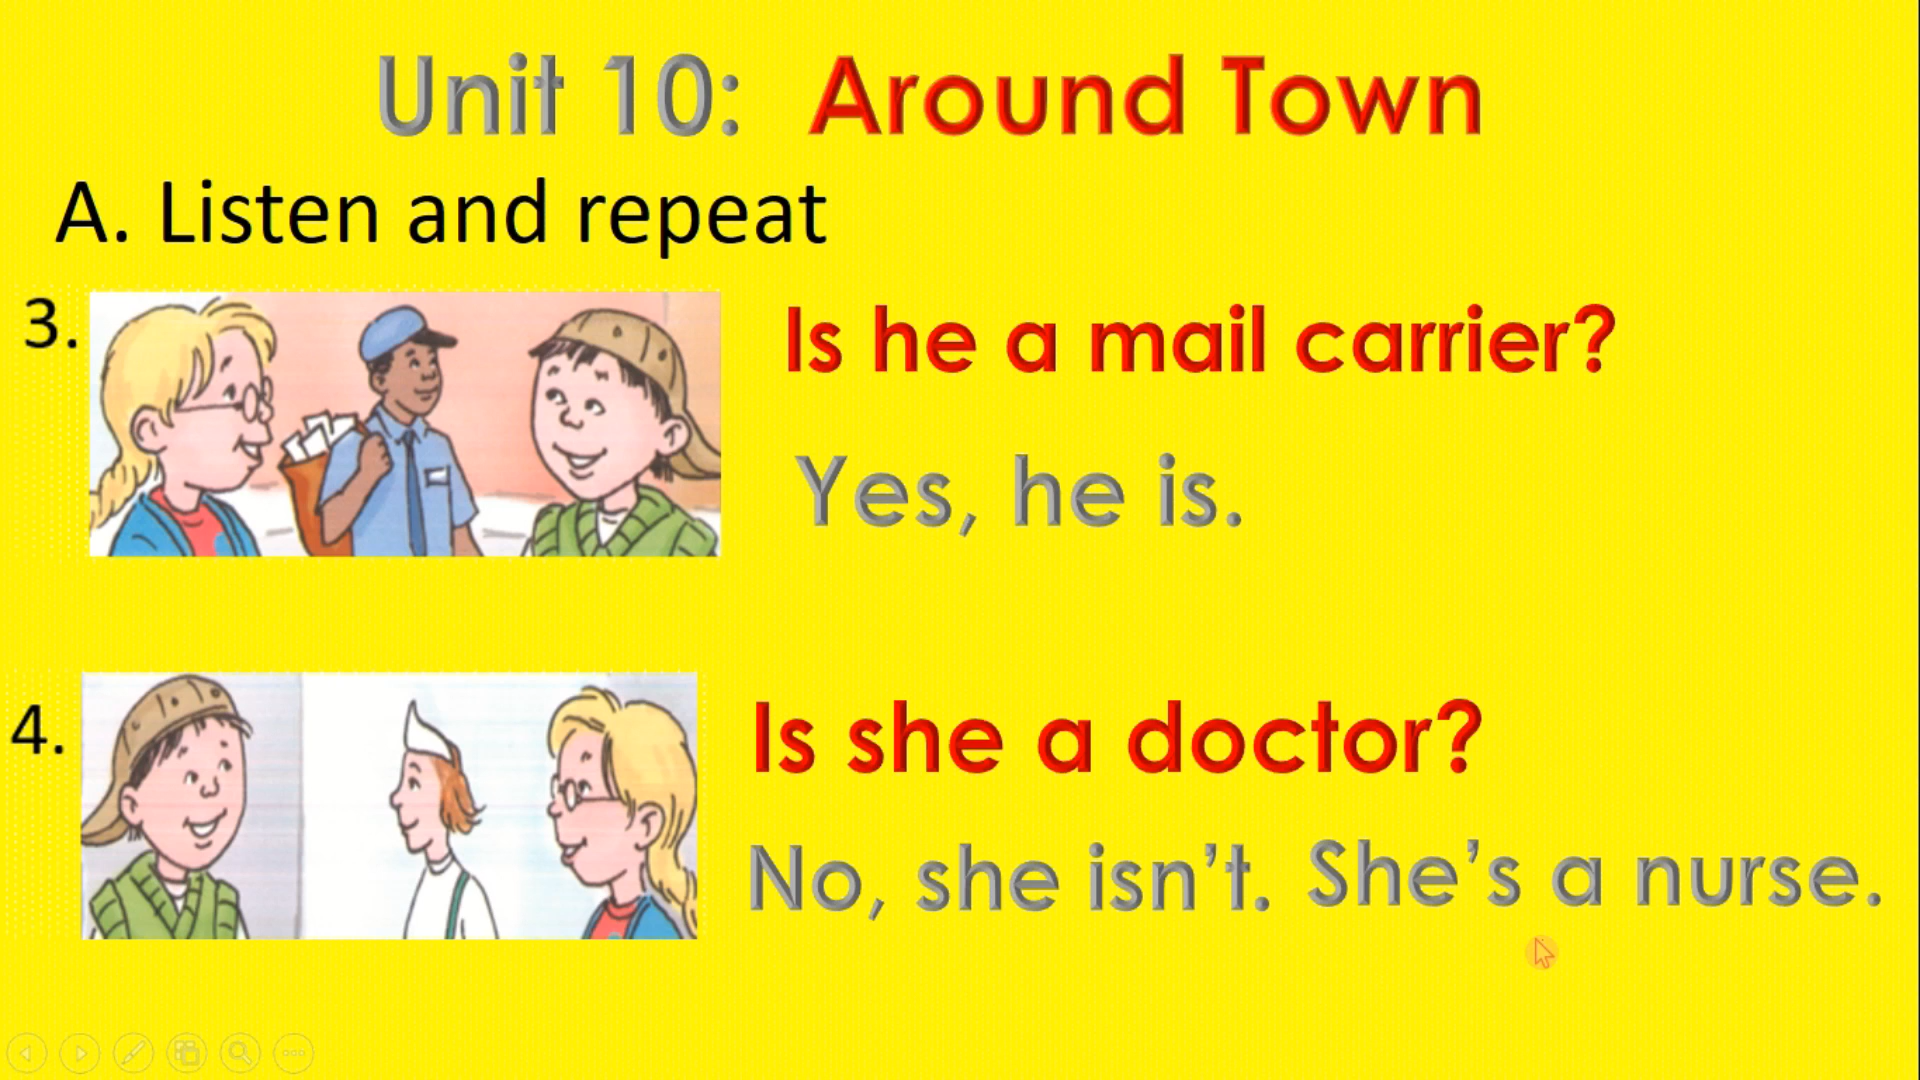 Unit 10: Around Town
A. Listen and repeat
3.
Is he a mail carrier?
Yes, he is.
4.
Is she a doctor?
No, she isn’t. She’s a nurse.